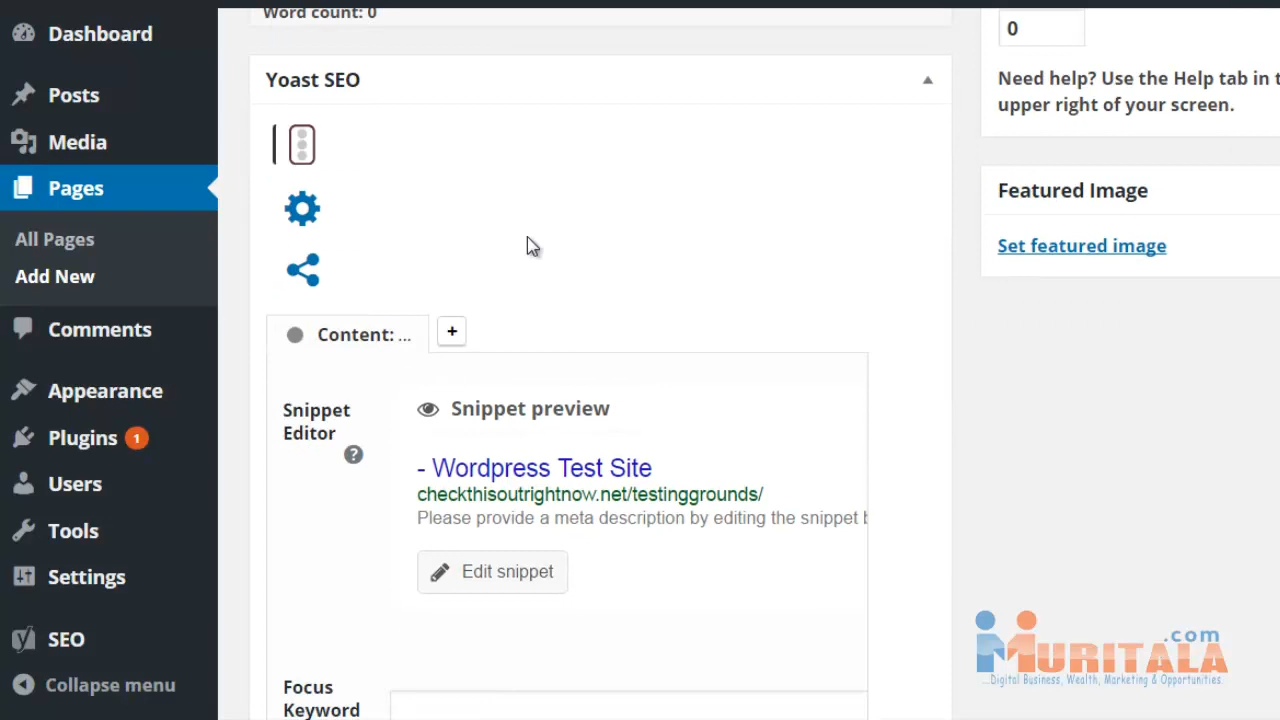 Dashboard
Posts
Media
Pages
All Pages
Add New
Comments
Appearance
Plugins 1
Users
Tools
Settings
SEO
Collapse menu
Word count: 0
Yoast SEO
Content: ...
+
Snippet
Editor
?
Snippet preview
- Wordpress Test Site
checkthisoutrightnow.net/testinggrounds/
Please provide a meta description by editing the snippet b
Edit snippet
Focus
Keyword
0
Need help? Use the Help tab in t
upper right of your screen.
Featured Image
Set featured image
.com
MURITALA
...Digital Business, Wealth, Marketing & Opportunities